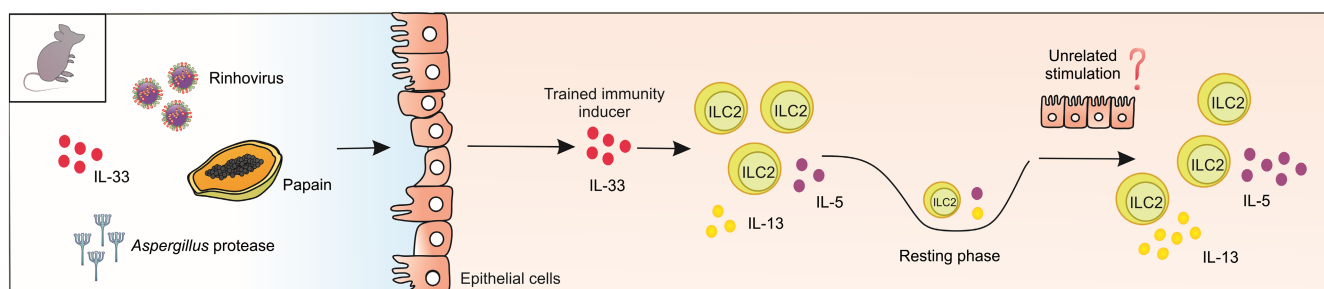 Rinhovirus
IL-33
Papain
Aspergillus protease
Epithelial cells
Trained immunity
inducer
IL-33
ILC2
ILC2
ILC2
IL-5
IL-13
ILC2
Resting phase
Unrelated
stimulation ?
ILC2
ILC2
IL-5
ILC2
IL-13